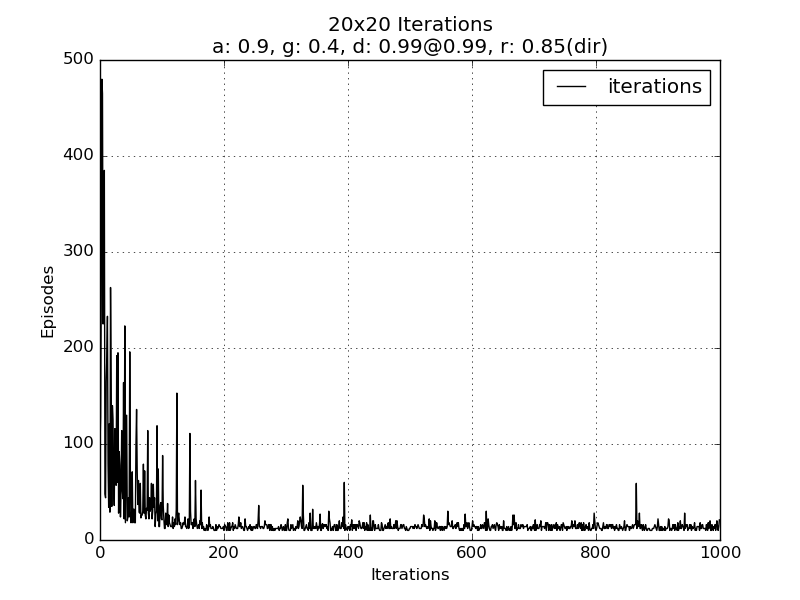 20x20 Iterations
a: 0.9, g: 0.4, d: 0.99@0.99, r: 0.85(dir)
iterations
500
400
300
200
100
0
Episodes
0 200 400 600 800 1000
Iterations